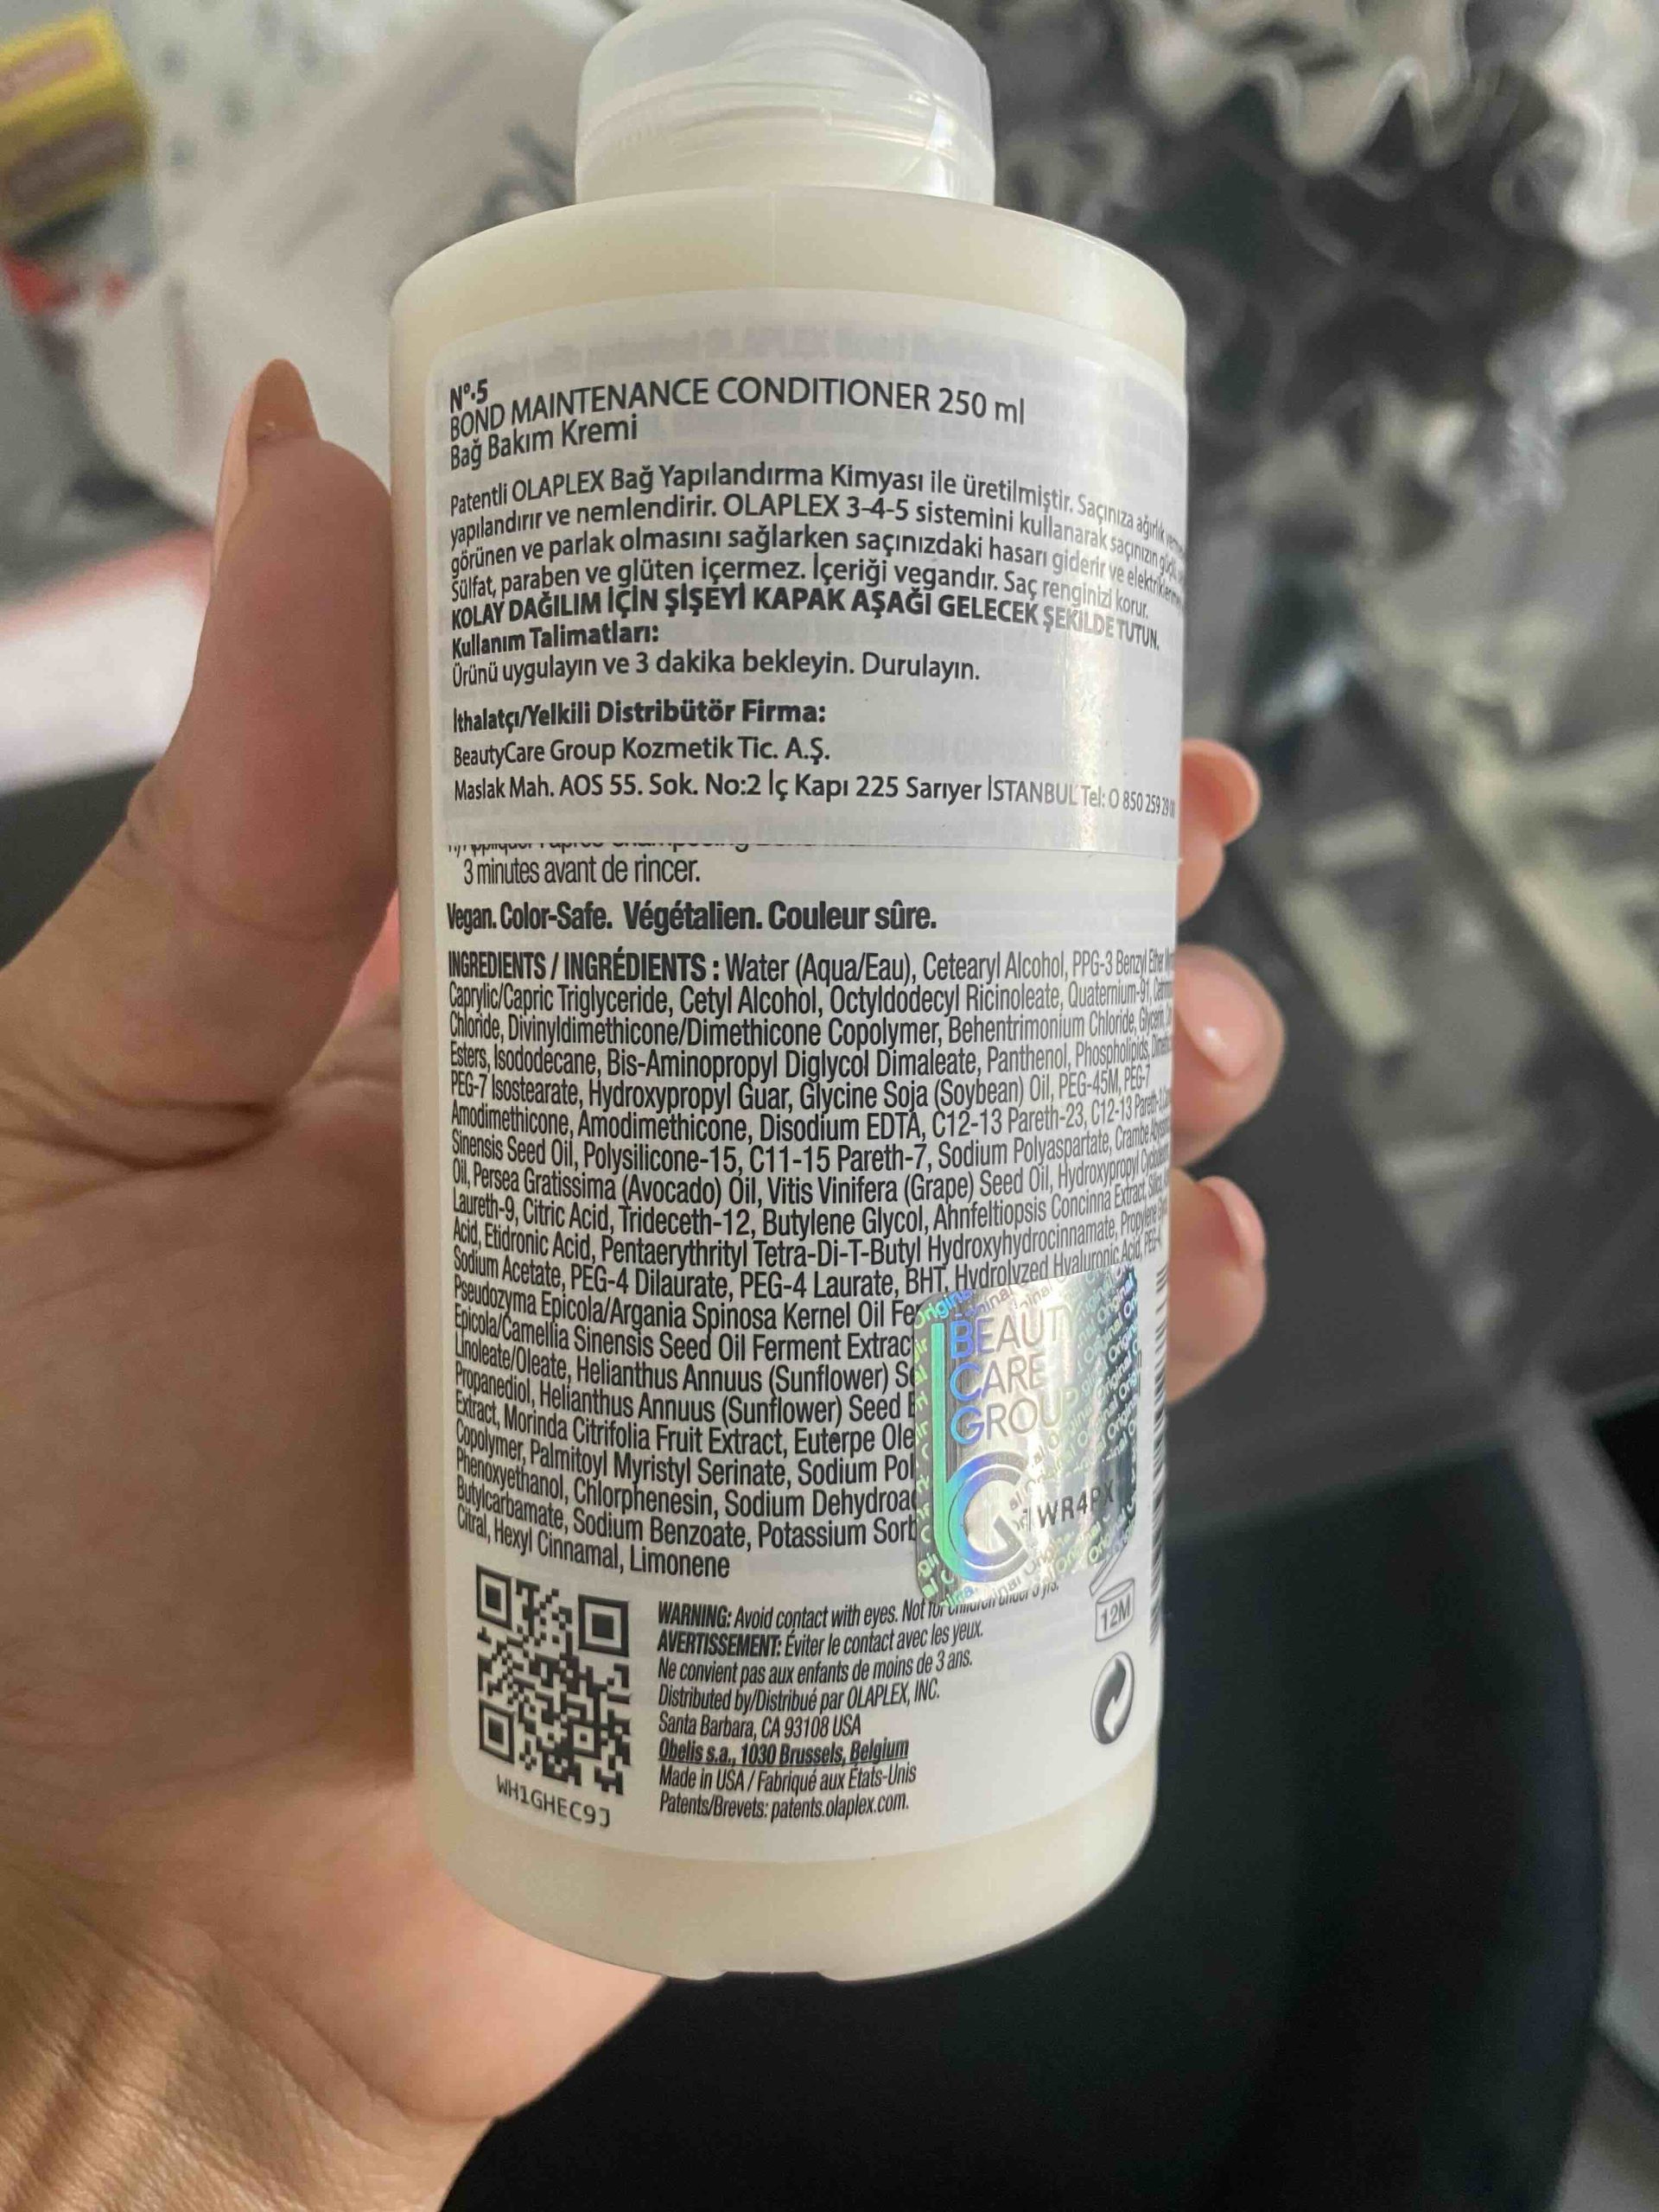 Nº.5
BOND MAINTENANCE CONDITIONER 250 ml
Bağ Bakım Kremi
Patentli OLAPLEX Bağ Yapılandırma Kimyası ile üretilmiştir. Saçınıza ağırlık
yapılandırır ve nemlendirir. OLAPLEX 3-4-5 sistemini kullanarak saçınızın
görünen ve parlak olmasını sağlarken saçınızdaki hasarı giderir ve
Sülfat, paraben ve glüten içermez. İçeriği vegandır. Saç renginizi korur.
KOLAY DAĞILIM İÇİN ŞİŞEYİ KAPAK AŞAĞI GELECEK ŞEKİLDE TUTUN.
Kullanım Talimatları:
Ürünü uygulayın ve 3 dakika bekleyin. Durulayın.
İthalatçı/Yelkili Distribütör Firma:
BeautyCare Group Kozmetik Tic. A.Ş.
Maslak Mah. AOS 55. Sok. No:2 İç Kapı 225 Sarıyer İSTANBUL Tel: 0 850 259
3 minutes avant de rincer.
Vegan. Color-Safe. Végétalien. Couleur sûre.
INGREDIENTS / INGRÉDIENTS : Water (Aqua/Eau), Cetearyl Alcohol, PPG-3 Benzyl Ether
Caprylic/Capric Triglyceride, Cetyl Alcohol, Octyldodecyl Ricinoleate, Quaternium-91,
Chloride, Divinyldimethicone/Dimethicone Copolymer, Behentrimonium Chloride, Glycerin,
Esters, Isododecane, Bis-Aminopropyl Diglycol Dimaleate, Panthenol, Phospholipids,
PEG-7 Isostearate, Hydroxypropyl Guar, Glycine Soja (Soybean) Oil, PEG-45M, PEG-7
Amodimethicone, Amodimethicone, Disodium EDTA, C12-13 Pareth-23, C12-13
Sinensis Seed Oil, Polysilicone-15, C11-15 Pareth-7, Sodium Polyaspartate, Crambe
Oil, Persea Gratissima (Avocado) Oil, Vitis Vinifera (Grape) Seed Oil, Hydroxypropyl
Laureth-9, Citric Acid, Trideceth-12, Butylene Glycol, Ahnfeltiopsis Concinna Extract,
Acid, Etidronic Acid, Pentaerythrityl Tetra-Di-T-Butyl Hydroxyhydrocinnamate,
Sodium Acetate, PEG-4 Dilaurate, PEG-4 Laurate, BHT, Hydrolyzed Hyaluronic Acid,
Pseudozyma Epicola/Argania Spinosa Kernel Oil
Epicola/Camellia Sinensis Seed Oil Ferment Extract
Linoleate/Oleate, Helianthus Annuus (Sunflower)
Propanediol, Helianthus Annuus (Sunflower) Seed
Extract, Morinda Citrifolia Fruit Extract, Euterpe
Copolymer, Palmitoyl Myristyl Serinate, Sodium
Phenoxyethanol, Chlorphenesin, Sodium
Butylcarbamate, Sodium Benzoate, Potassium
Citral, Hexyl Cinnamal, Limonene
BEAUTY
CARE
GROUP
WR4PX
WARNING: Avoid contact with eyes. Not for children under 3 yrs.
AVERTISSEMENT: Éviter le contact avec les yeux.
Ne convient pas aux enfants de moins de 3 ans.
Distributed by/Distribué par OLAPLEX, INC.
Santa Barbara, CA 93108 USA
Obelis s.a., 1030 Brussels, Belgium
Made in USA / Fabriqué aux États-Unis
Patents/Brevets: patents.olaplex.com.
12M
WH1GHEC9J